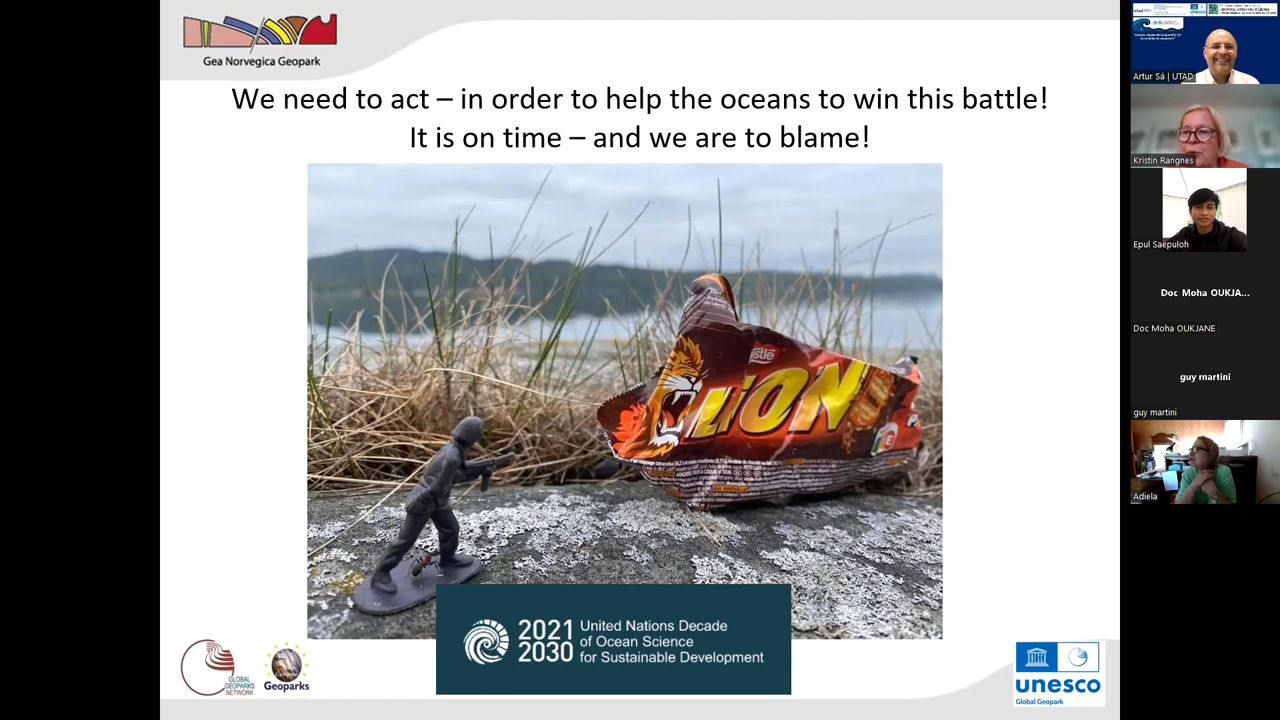 Gea Norvegica Geopark
We need to act – in order to help the oceans to win this battle!
It is on time – and we are to blame!
Nestle
LION
2021
2030
United Nations Decade
of Ocean Science
for Sustainable Development
GLOBAL
GEOPARKS
NETWORK
Geoparks
unesco
Global Geopark
Artur Sá | UTAD
Kristin Rangnes
Epul Saepuloh
Doc Moha OUKJA...
Doc Moha OUKJANE
guy martini
guy martini
Adiela